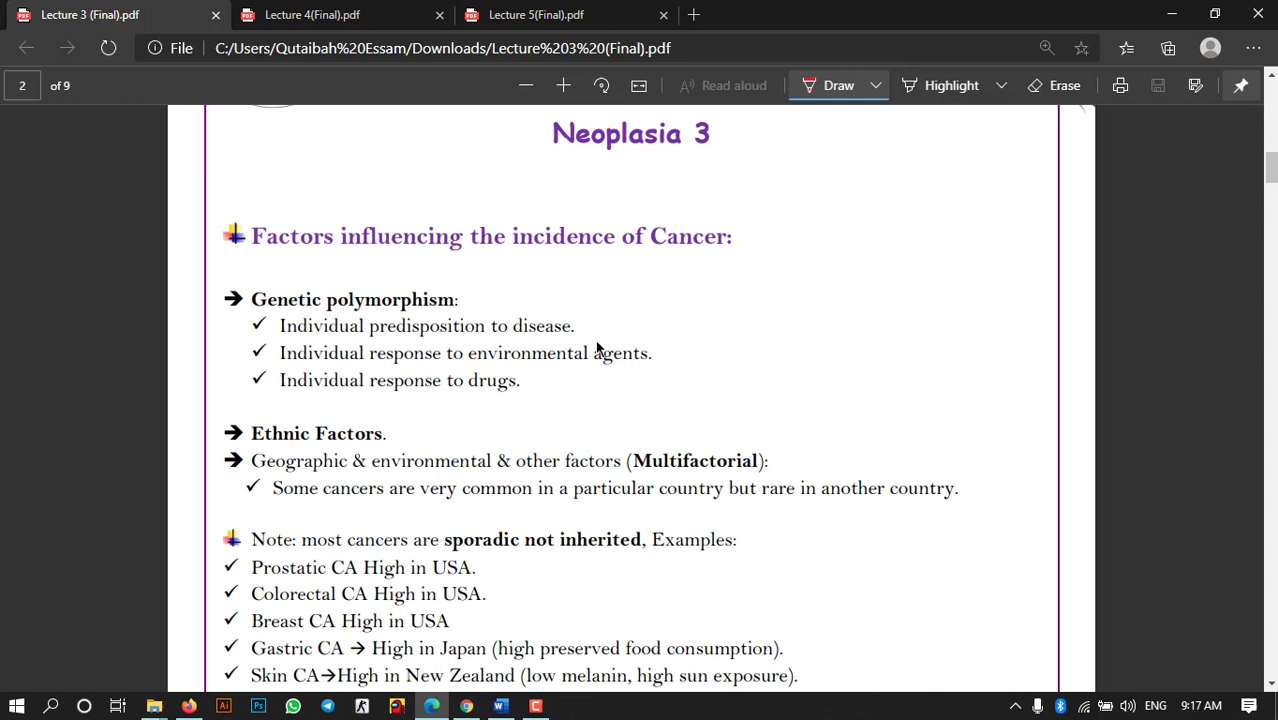 Lecture 3 (Final).pdf
Lecture 4(Final).pdf
Lecture 5(Final).pdf
File
C:/Users/Qutaibah%20Essam/Downloads/Lecture%203%20(Final).pdf
2 of 9
Read aloud
Draw
Highlight
Erase
Neoplasia 3
Factors influencing the incidence of Cancer:
➔ Genetic polymorphism:
✓ Individual predisposition to disease.
✓ Individual response to environmental agents.
✓ Individual response to drugs.
➔ Ethnic Factors.
➔ Geographic & environmental & other factors (Multifactorial):
✓ Some cancers are very common in a particular country but rare in another country.
Note: most cancers are sporadic not inherited, Examples:
✓ Prostatic CA High in USA.
✓ Colorectal CA High in USA.
✓ Breast CA High in USA
✓ Gastric CA → High in Japan (high preserved food consumption).
✓ Skin CA→High in New Zealand (low melanin, high sun exposure).
ENG
9:17 AM